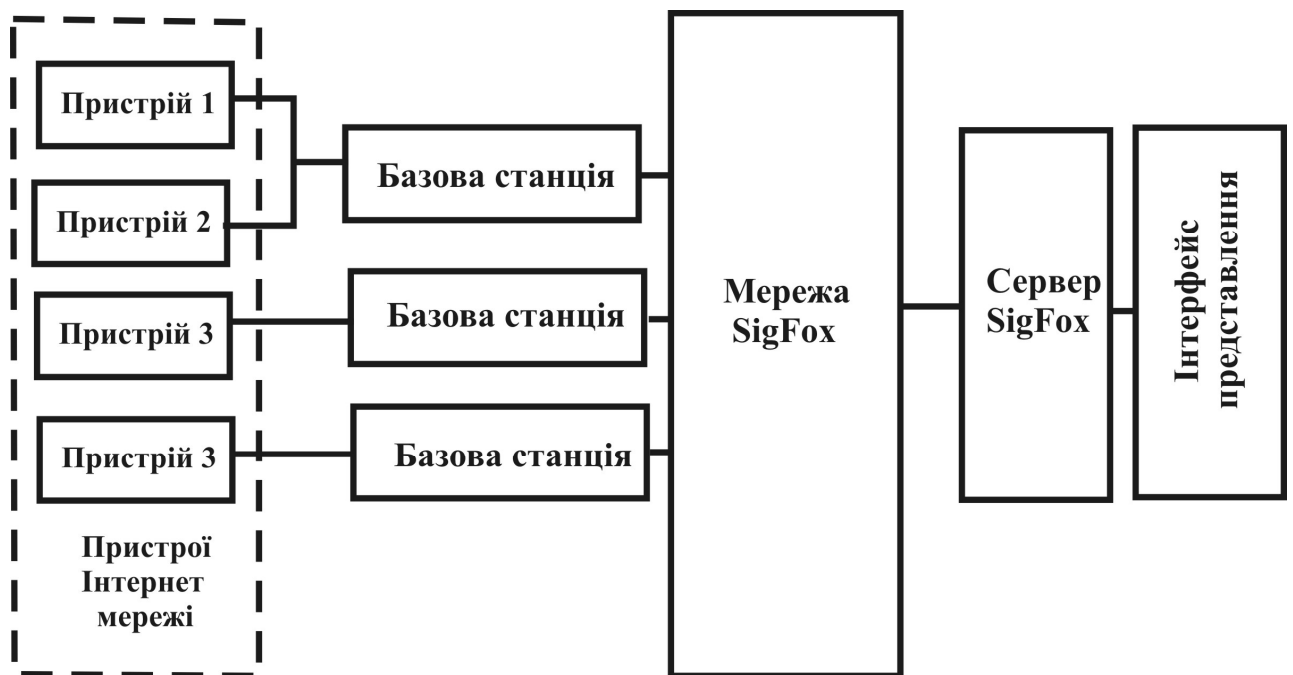 Пристрій 1
Пристрій 2
Пристрій 3
Пристрій 3
Пристрої
Інтернет
мережі
Базова станція
Базова станція
Базова станція
Мережа
SigFox
Сервер
SigFox
Інтерфейс
представлення